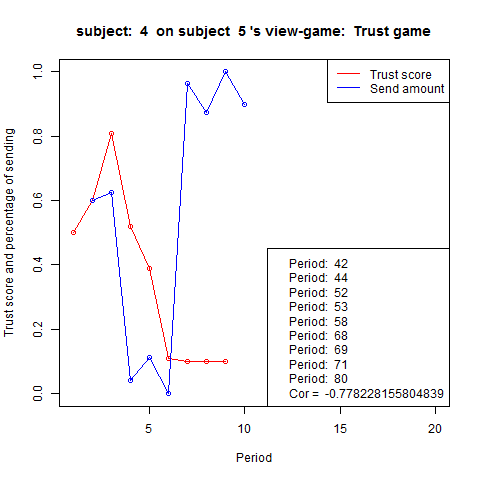 subject:  4  on subject  5 's view-game:  Trust game
Trust score and percentage of sending
1.0
0.8
0.6
0.4
0.2
0.0
Trust score
Send amount
Period:  42
Period:  44
Period:  52
Period:  53
Period:  58
Period:  68
Period:  69
Period:  71
Period:  80
Cor =  -0.778228155804839
5
10
15
20
Period